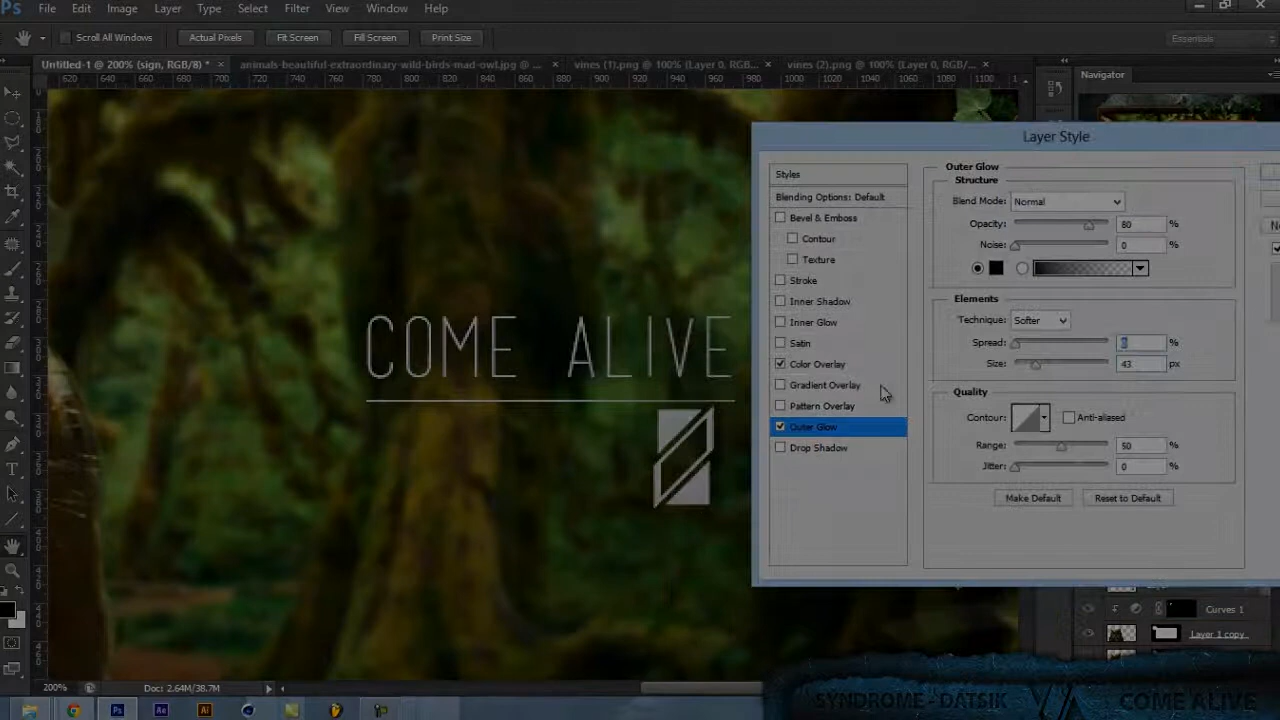 Ps File Edit Image Layer Type Select Filter View Window Help
Scroll All Windows Actual Pixels Fit Screen Fill Screen Print Size Essentials
Untitled-1 @ 200% (sign, RGB/8) * × animals-beautiful-extraordinary-wild-birds-mad-owl.jpg @ ... × vines (1).png @ 100% (Layer 0, RGB... × vines (2).png @ 100% (Layer 0, RGB/... ×
Navigator
620 640 660 680 700 720 740 760 780 800 820 840 860 880 900 920 940 960 980 1000 1020 1040 1060 1080 1100
Layer Style
Styles
Blending Options: Default
Bevel & Emboss
Contour
Texture
Stroke
Inner Shadow
Inner Glow
Satin
Color Overlay
Gradient Overlay
Pattern Overlay
Outer Glow
Drop Shadow
Outer Glow
Structure
Blend Mode: Normal
Opacity: 80 %
Noise: 0 %
Elements
Technique: Softer
Spread: %
Size: 43 px
Quality
Contour: Anti-aliased
Range: 50 %
Jitter: 0 %
Make Default Reset to Default
COME ALIVE
Curves 1
Layer 1 copy
200% Doc: 2.64M/38.7M
Ps Ae Ai
SYNDROME - DATSIK COME ALIVE